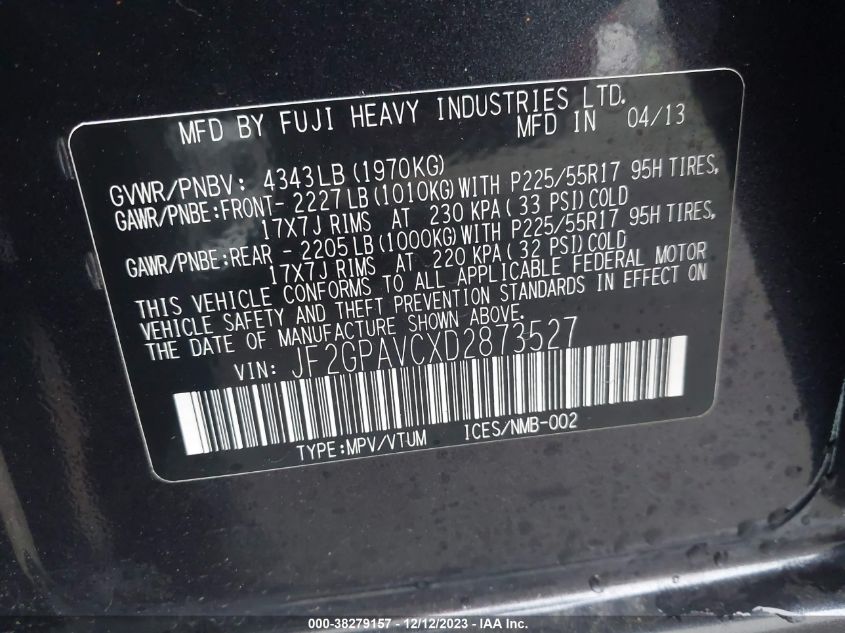 MFD BY FUJI HEAVY INDUSTRIES LTD.
MFD IN 04/13
GVWR/PNBV: 4343LB(1970KG)
GAWR/PNBE:FRONT- 2227LB(1010KG)WITH P225/55R17 95H TIRES,
17X7J RIMS AT 230 KPA( 33 PSI)COLD
GAWR/PNBE:REAR - 2205LB(1000KG)WITH P225/55R17 95H TIRES,
17X7J RIMS AT 220 KPA( 32 PSI)COLD
THIS VEHICLE CONFORMS TO ALL APPLICABLE FEDERAL MOTOR
VEHICLE SAFETY AND THEFT PREVENTION STANDARDS IN EFFECT ON
THE DATE OF MANUFACTURE SHOWN ABOVE.
VIN: JF2GPAVCXD2873527
TYPE:MPV/VTUM ICES/NMB-002
000-38279157 - 12/12/2023 - IAA Inc.